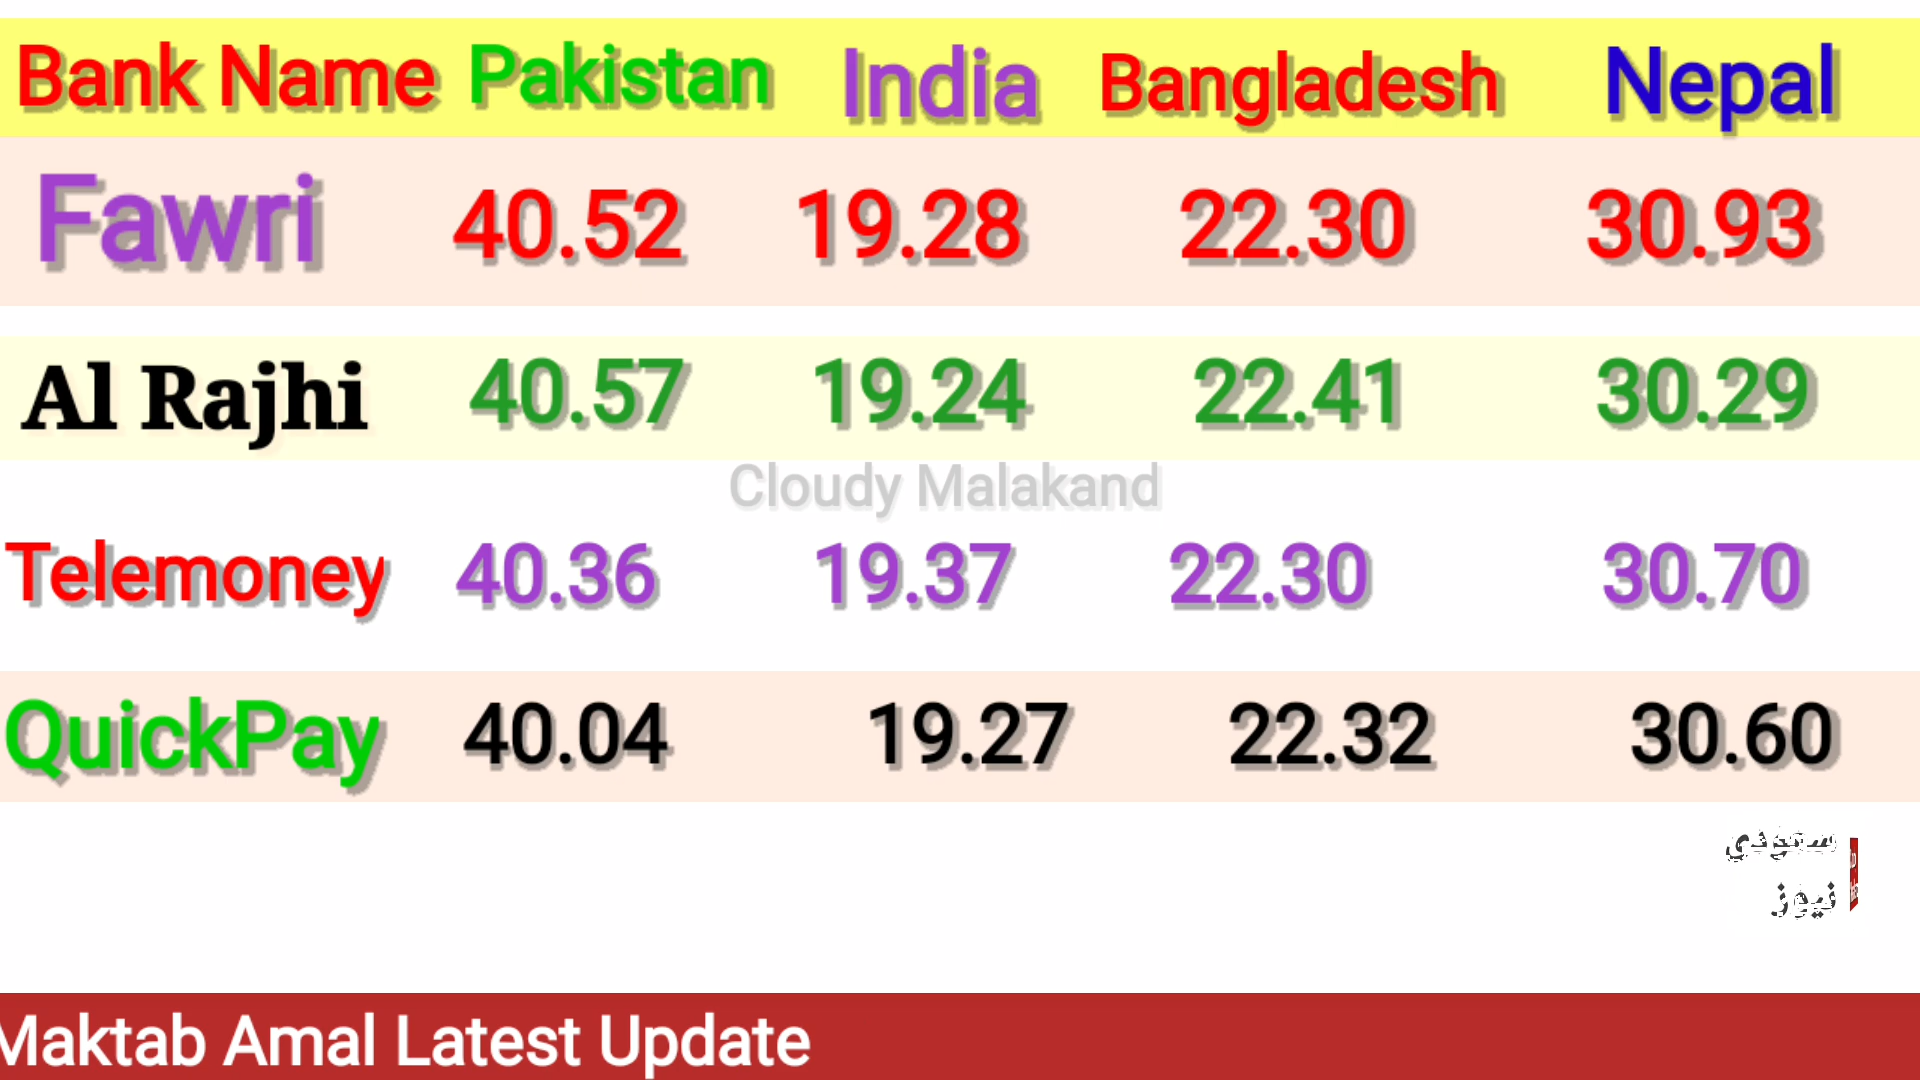 Bank Name Pakistan India Bangladesh Nepal
Fawri 40.52 19.28 22.30 30.93
Al Rajhi 40.57 19.24 22.41 30.29
Cloudy Malakand
Telemoney 40.36 19.37 22.30 30.70
QuickPay 40.04 19.27 22.32 30.60
سعودي
نيوز
Maktab Amal Latest Update